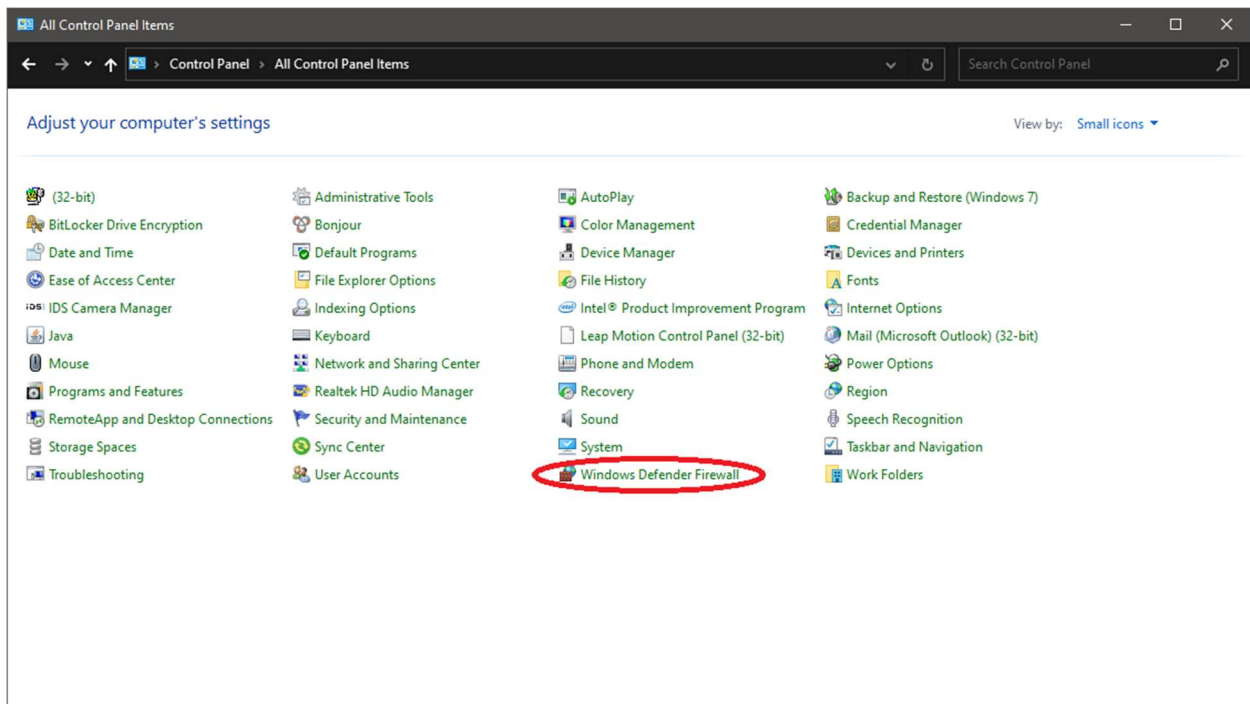 All Control Panel Items
Control Panel > All Control Panel Items
Search Control Panel
Adjust your computer's settings
View by: Small icons
(32-bit)
Administrative Tools
AutoPlay
Backup and Restore (Windows 7)
BitLocker Drive Encryption
Bonjour
Color Management
Credential Manager
Date and Time
Default Programs
Device Manager
Devices and Printers
Ease of Access Center
File Explorer Options
File History
Fonts
IDS Camera Manager
Indexing Options
Intel® Product Improvement Program
Internet Options
Java
Keyboard
Leap Motion Control Panel (32-bit)
Mail (Microsoft Outlook) (32-bit)
Mouse
Network and Sharing Center
Phone and Modem
Power Options
Programs and Features
Realtek HD Audio Manager
Recovery
Region
RemoteApp and Desktop Connections
Security and Maintenance
Sound
Speech Recognition
Storage Spaces
Sync Center
System
Taskbar and Navigation
Troubleshooting
User Accounts
Windows Defender Firewall
Work Folders